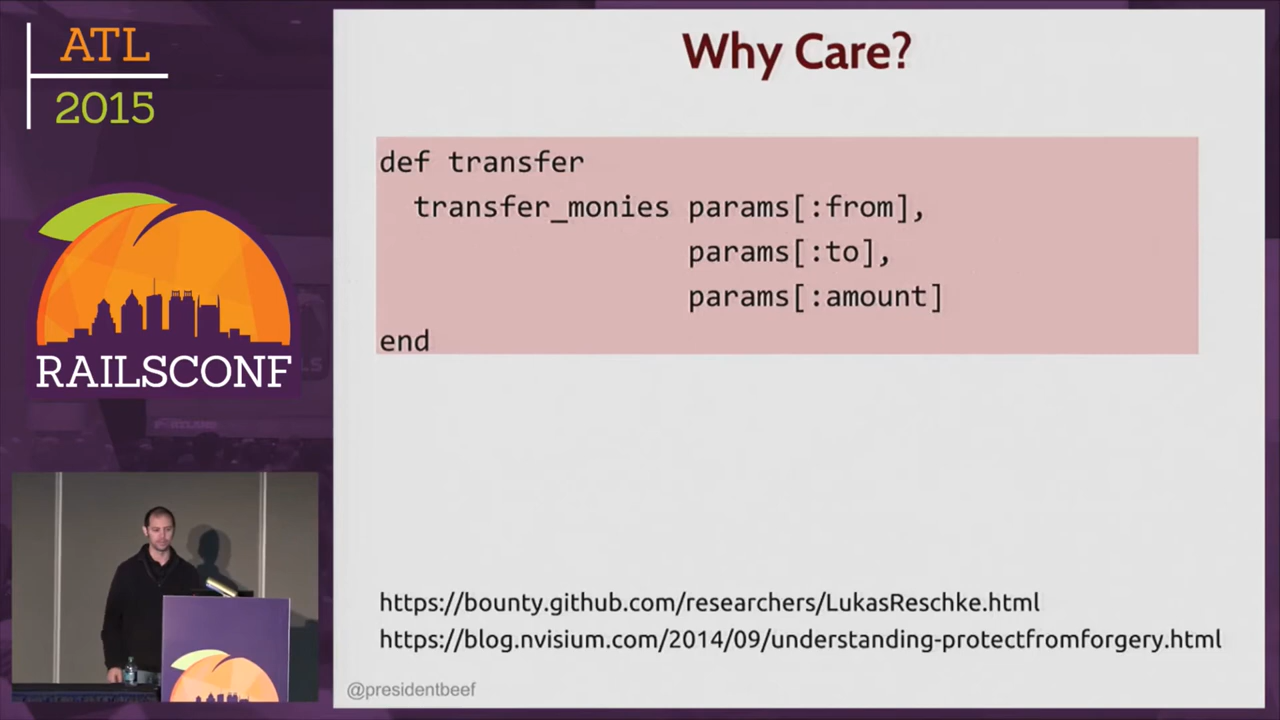 ATL
2015
RAILSCONF
Why Care?
def transfer
transfer_monies params[:from],
params[:to],
params[:amount]
end
https://bounty.github.com/researchers/LukasReschke.html
https://blog.nvisium.com/2014/09/understanding-protectfromforgery.html
@presidentbeef